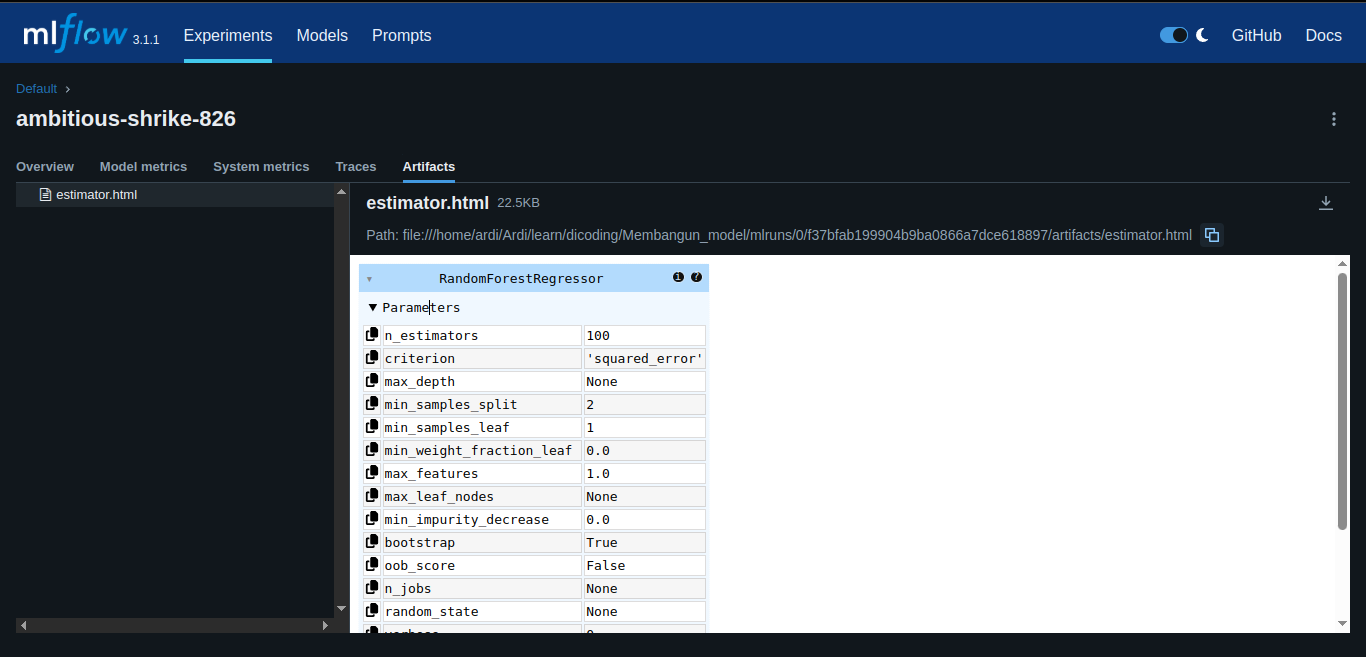 mlflow 3.1.1 Experiments Models Prompts GitHub Docs
Default ›
ambitious-shrike-826
Overview Model metrics System metrics Traces Artifacts
estimator.html
estimator.html 22.5KB
Path: file:///home/ardi/Ardi/learn/dicoding/Membangun_model/mlruns/0/f37bfab199904b9ba0866a7dce618897/artifacts/estimator.html
RandomForestRegressor i ?
Parameters
n_estimators 100
criterion 'squared_error'
max_depth None
min_samples_split 2
min_samples_leaf 1
min_weight_fraction_leaf 0.0
max_features 1.0
max_leaf_nodes None
min_impurity_decrease 0.0
bootstrap True
oob_score False
n_jobs None
random_state None
verbose 0